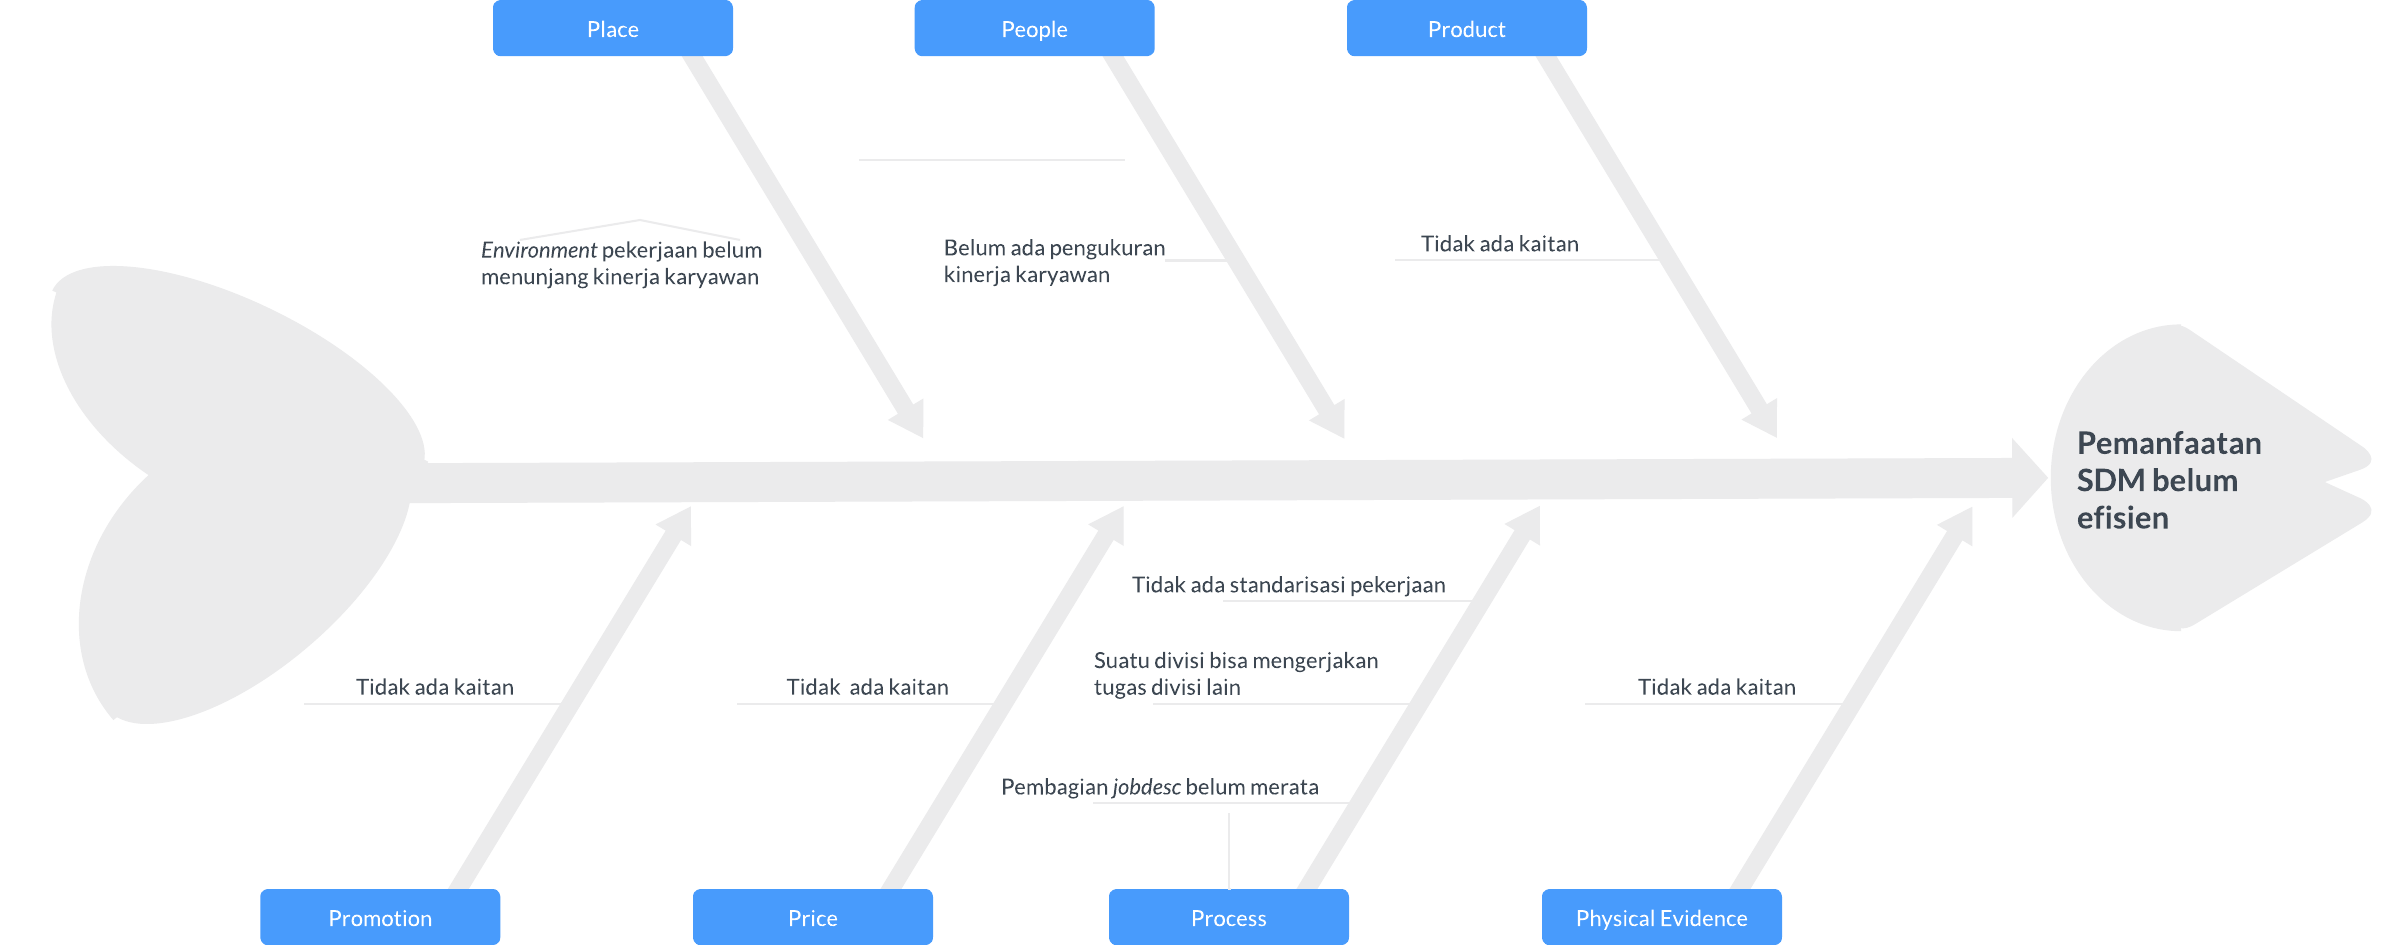 Place
People
Product
Environment pekerjaan belum
menunjang kinerja karyawan
Belum ada pengukuran
kinerja karyawan
Tidak ada kaitan
Pemanfaatan
SDM belum
efisien
Tidak ada kaitan
Tidak  ada kaitan
Tidak ada standarisasi pekerjaan
Suatu divisi bisa mengerjakan
tugas divisi lain
Pembagian jobdesc belum merata
Tidak ada kaitan
Promotion
Price
Process
Physical Evidence